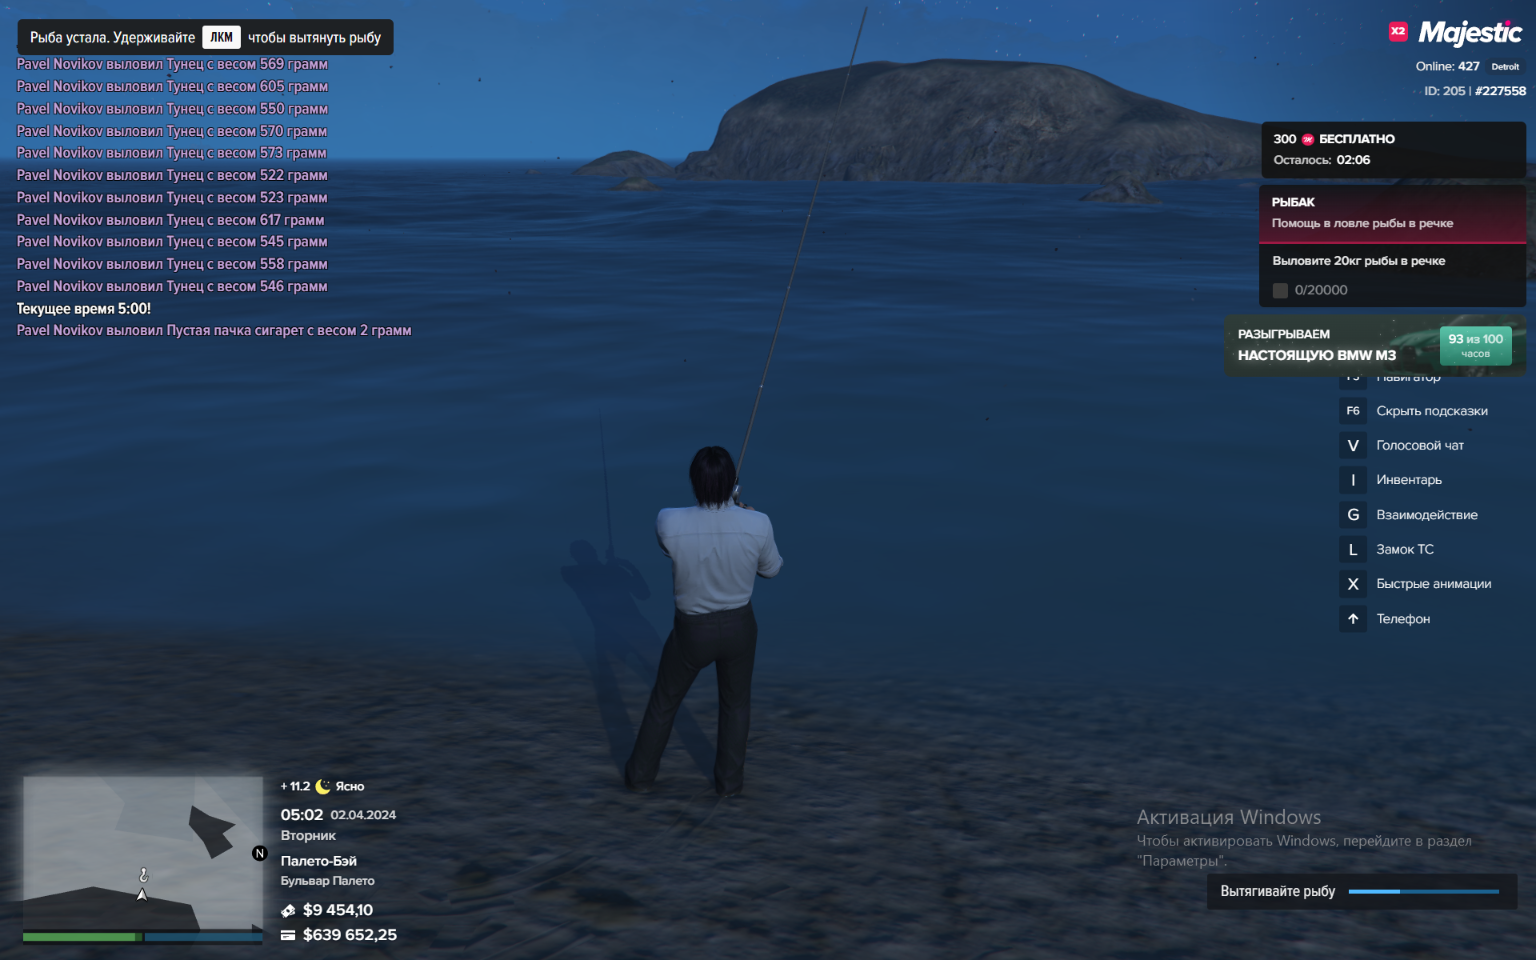 Рыба устала. Удерживайте ЛКМ чтобы вытянуть рыбу
Pavel Novikov выловил Тунец с весом 569 грамм
Pavel Novikov выловил Тунец с весом 605 грамм
Pavel Novikov выловил Тунец с весом 550 грамм
Pavel Novikov выловил Тунец с весом 570 грамм
Pavel Novikov выловил Тунец с весом 573 грамм
Pavel Novikov выловил Тунец с весом 522 грамм
Pavel Novikov выловил Тунец с весом 523 грамм
Pavel Novikov выловил Тунец с весом 617 грамм
Pavel Novikov выловил Тунец с весом 545 грамм
Pavel Novikov выловил Тунец с весом 558 грамм
Pavel Novikov выловил Тунец с весом 546 грамм
Текущее время 5:00!
Pavel Novikov выловил Пустая пачка сигарет с весом 2 грамм
X2 Majestic
Online: 427 Detroit
ID: 205 | #227558
300 БЕСПЛАТНО
Осталось: 02:06
РЫБАК
Помощь в ловле рыбы в речке
Выловите 20кг рыбы в речке
0/20000
РАЗЫГРЫВАЕМ
НАСТОЯЩУЮ BMW M3
93 из 100
часов
Навигатор
F6 Скрыть подсказки
V Голосовой чат
I Инвентарь
G Взаимодействие
L Замок ТС
X Быстрые анимации
Телефон
+ 11.2 Ясно
05:02 02.04.2024
Вторник
N
Палето-Бэй
Бульвар Палето
$9 454,10
$639 652,25
Активация Windows
Чтобы активировать Windows, перейдите в раздел
"Параметры".
Вытягивайте рыбу